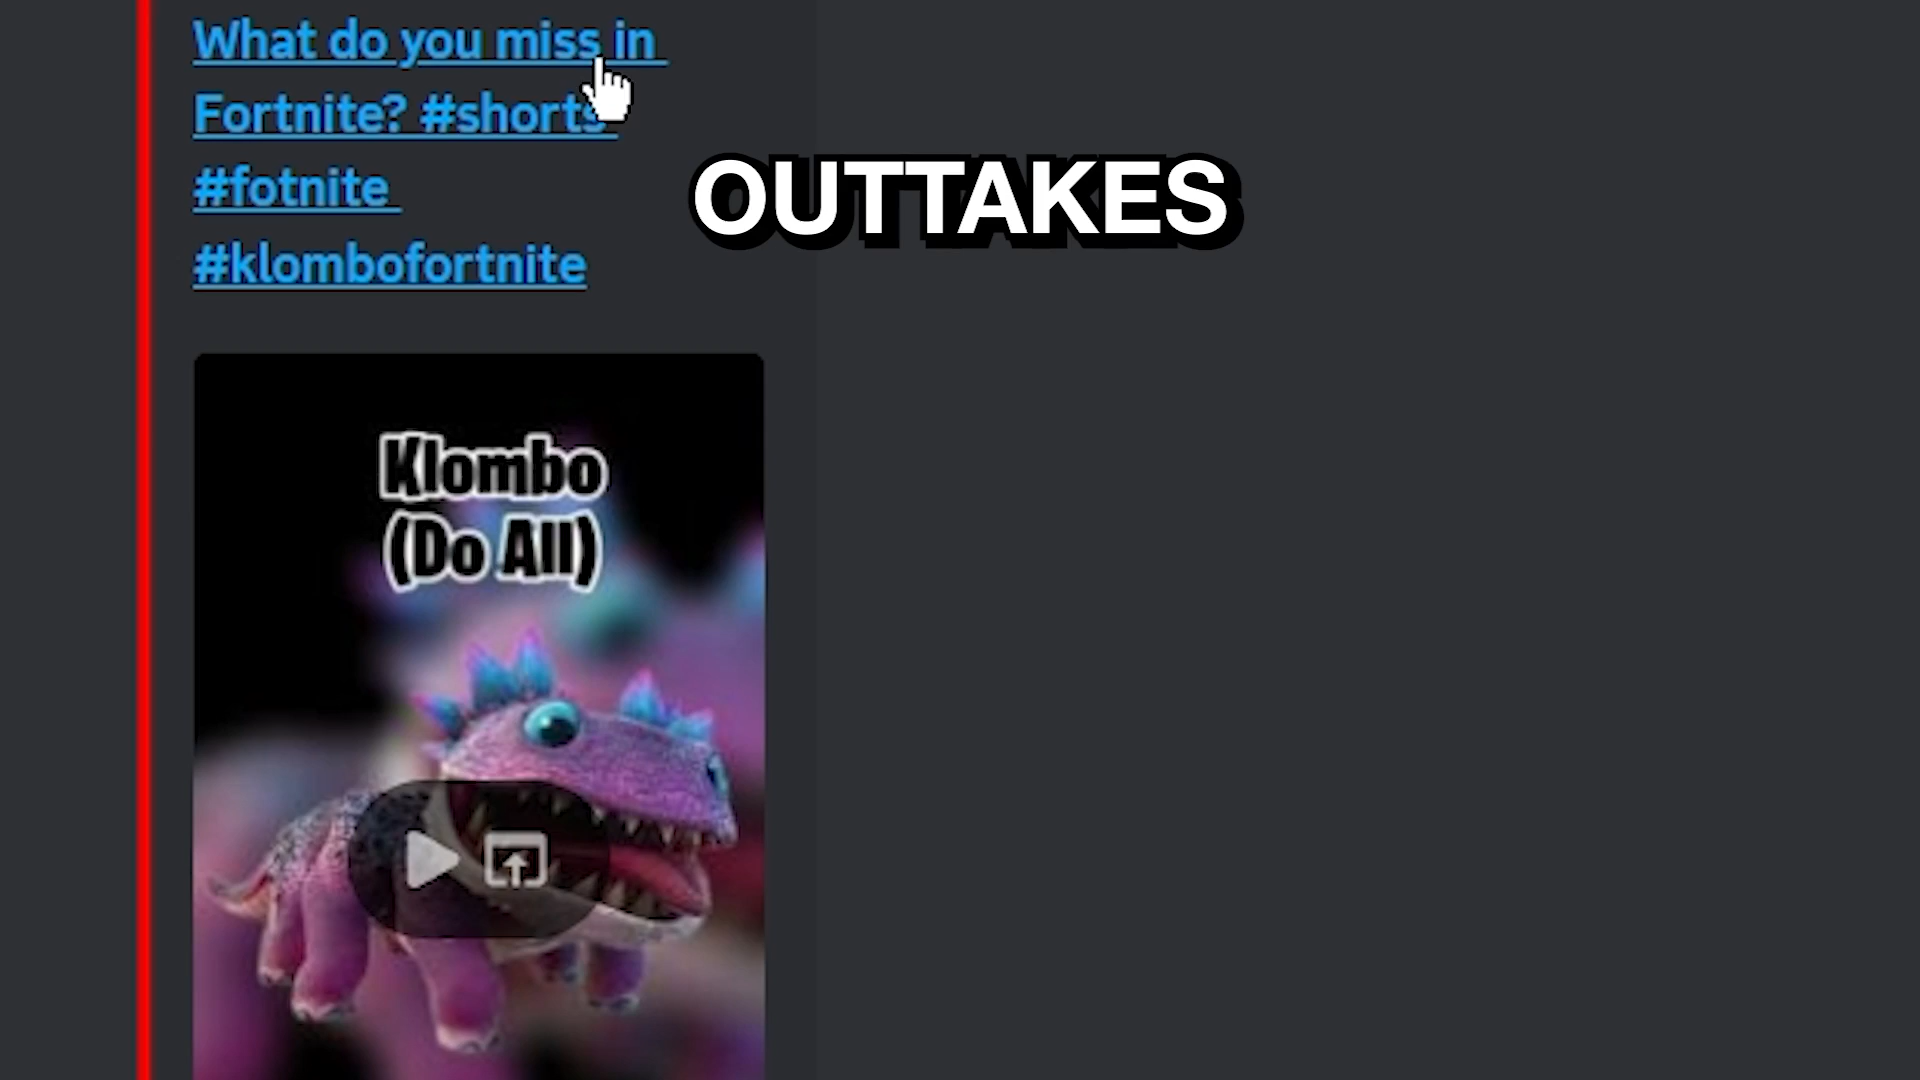 What do you miss in
Fortnite? #shorts
#fotnite
#klombofortnite
OUTTAKES
Klombo
(Do All)